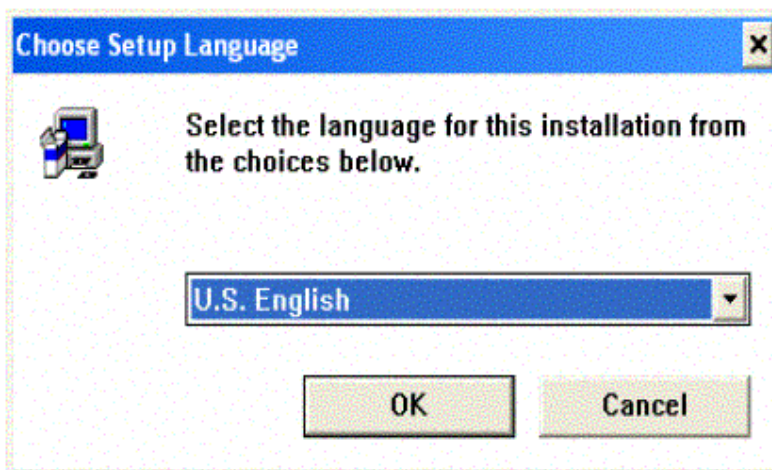 Choose Setup Language
Select the language for this installation from
the choices below.
U.S. English
OK Cancel